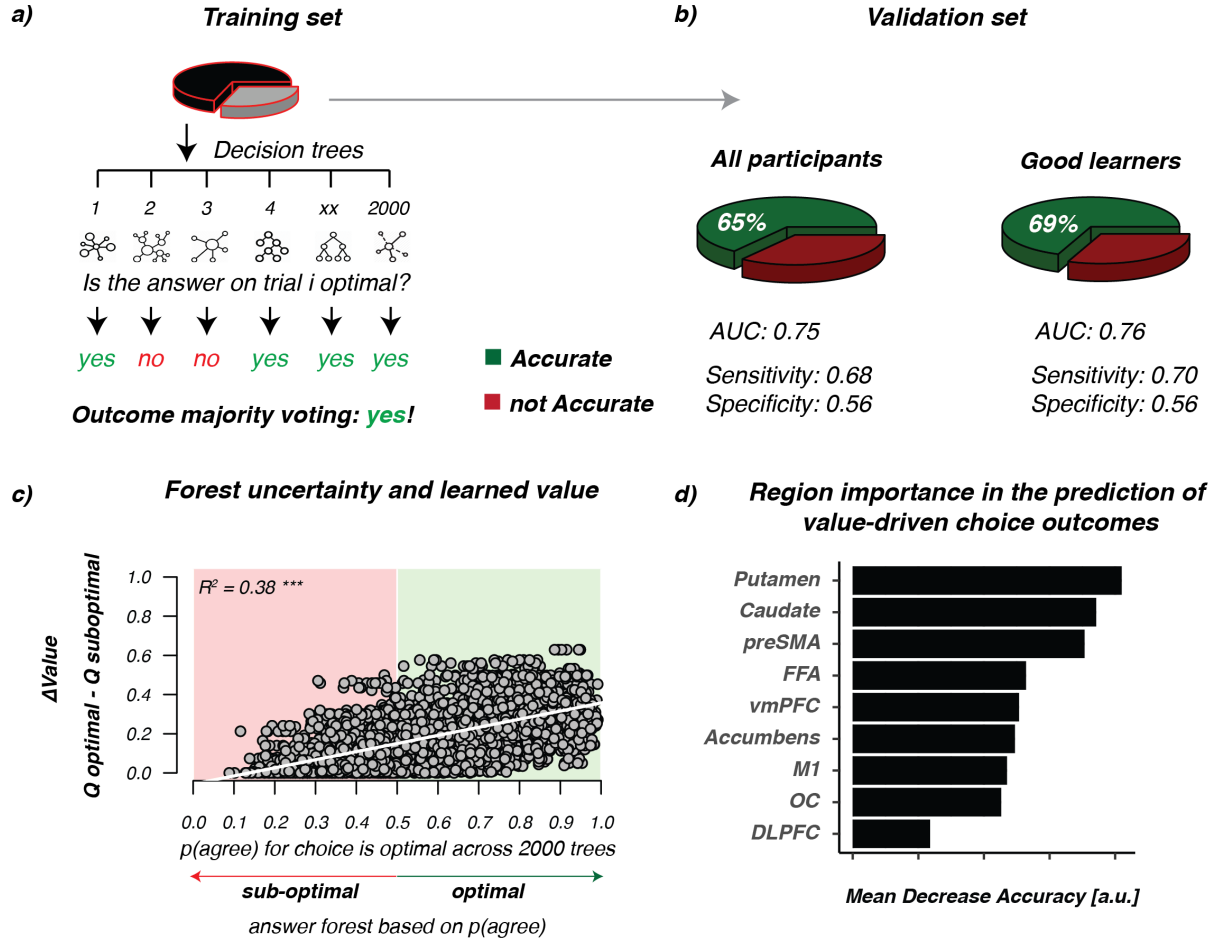 a)
Training set
Decision trees
1 2 3 4 xx 2000
Is the answer on trial i optimal?
yes no no yes yes yes
Outcome majority voting: yes!
Accurate
not Accurate
b)
Validation set
All participants
65%
AUC: 0.75
Sensitivity: 0.68
Specificity: 0.56
Good learners
69%
AUC: 0.76
Sensitivity: 0.70
Specificity: 0.56
c)
Forest uncertainty and learned value
ΔValue
Q optimal - Q suboptimal
1.0
0.8
0.6
0.4
0.2
0.0
R² = 0.38 ***
0.0 0.1 0.2 0.3 0.4 0.5 0.6 0.7 0.8 0.9 1.0
p(agree) for choice is optimal across 2000 trees
sub-optimal optimal
answer forest based on p(agree)
d)
Region importance in the prediction of
value-driven choice outcomes
Putamen
Caudate
preSMA
FFA
vmPFC
Accumbens
M1
OC
DLPFC
Mean Decrease Accuracy [a.u.]